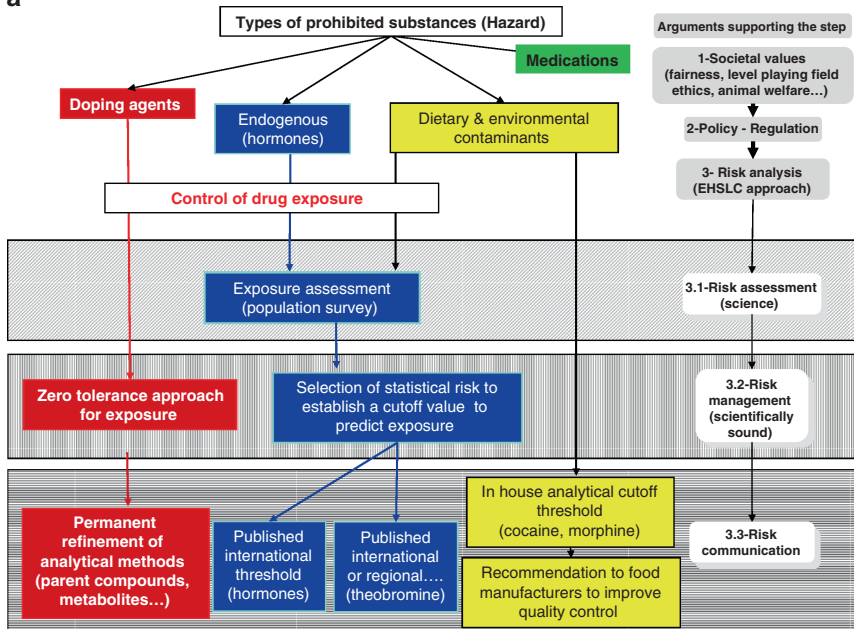 a
Types of prohibited substances (Hazard)
Medications
Doping agents
Endogenous
(hormones)
Dietary & environmental
contaminants
Control of drug exposure
Exposure assessment
(population survey)
Zero tolerance approach
for exposure
Selection of statistical risk to
establish a cutoff value to
predict exposure
Permanent
refinement of
analytical methods
(parent compounds,
metabolites…)
Published
international
threshold
(hormones)
Published
international
or regional….
(theobromine)
In house analytical cutoff
threshold
(cocaine, morphine)
Recommendation to food
manufacturers to improve
quality control
Arguments supporting the step
1-Societal values
(fairness, level playing field
ethics, animal welfare…)
2-Policy - Regulation
3- Risk analysis
(EHSLC approach)
3.1-Risk assessment
(science)
3.2-Risk
management
(scientifically
sound)
3.3-Risk
communication